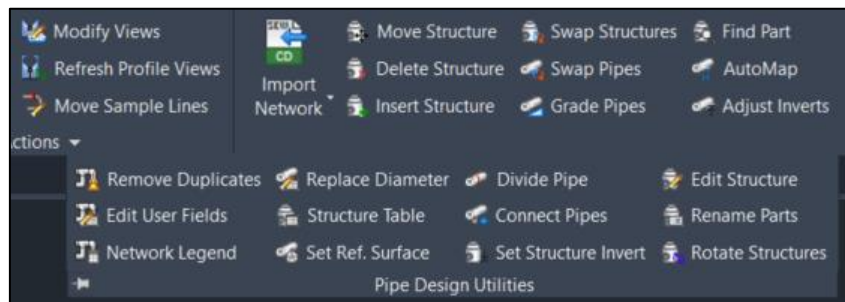 Modify Views
Refresh Profile Views
Move Sample Lines
ctions
SEWL
CD
Import
Network
Move Structure
Delete Structure
Insert Structure
Swap Structures
Swap Pipes
Grade Pipes
Find Part
AutoMap
Adjust Inverts
Remove Duplicates
Edit User Fields
Network Legend
Replace Diameter
Structure Table
Set Ref. Surface
Divide Pipe
Connect Pipes
Set Structure Invert
Edit Structure
Rename Parts
Rotate Structures
Pipe Design Utilities